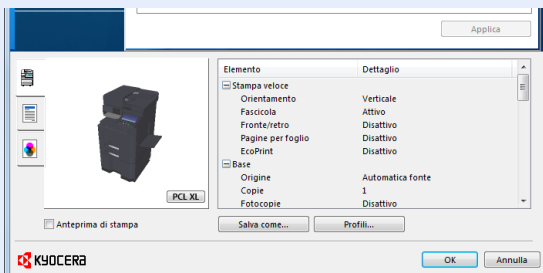 Applica
Elemento Dettaglio
Stampa veloce
Orientamento Verticale
Fascicola Attivo
Fronte/retro Disattivo
Pagine per foglio Disattivo
EcoPrint Disattivo
Base
Origine Automatica fonte
Copie 1
Fotocopie Disattivo
PCL XL
Anteprima di stampa Salva come... Profili...
KYOCERA OK Annulla